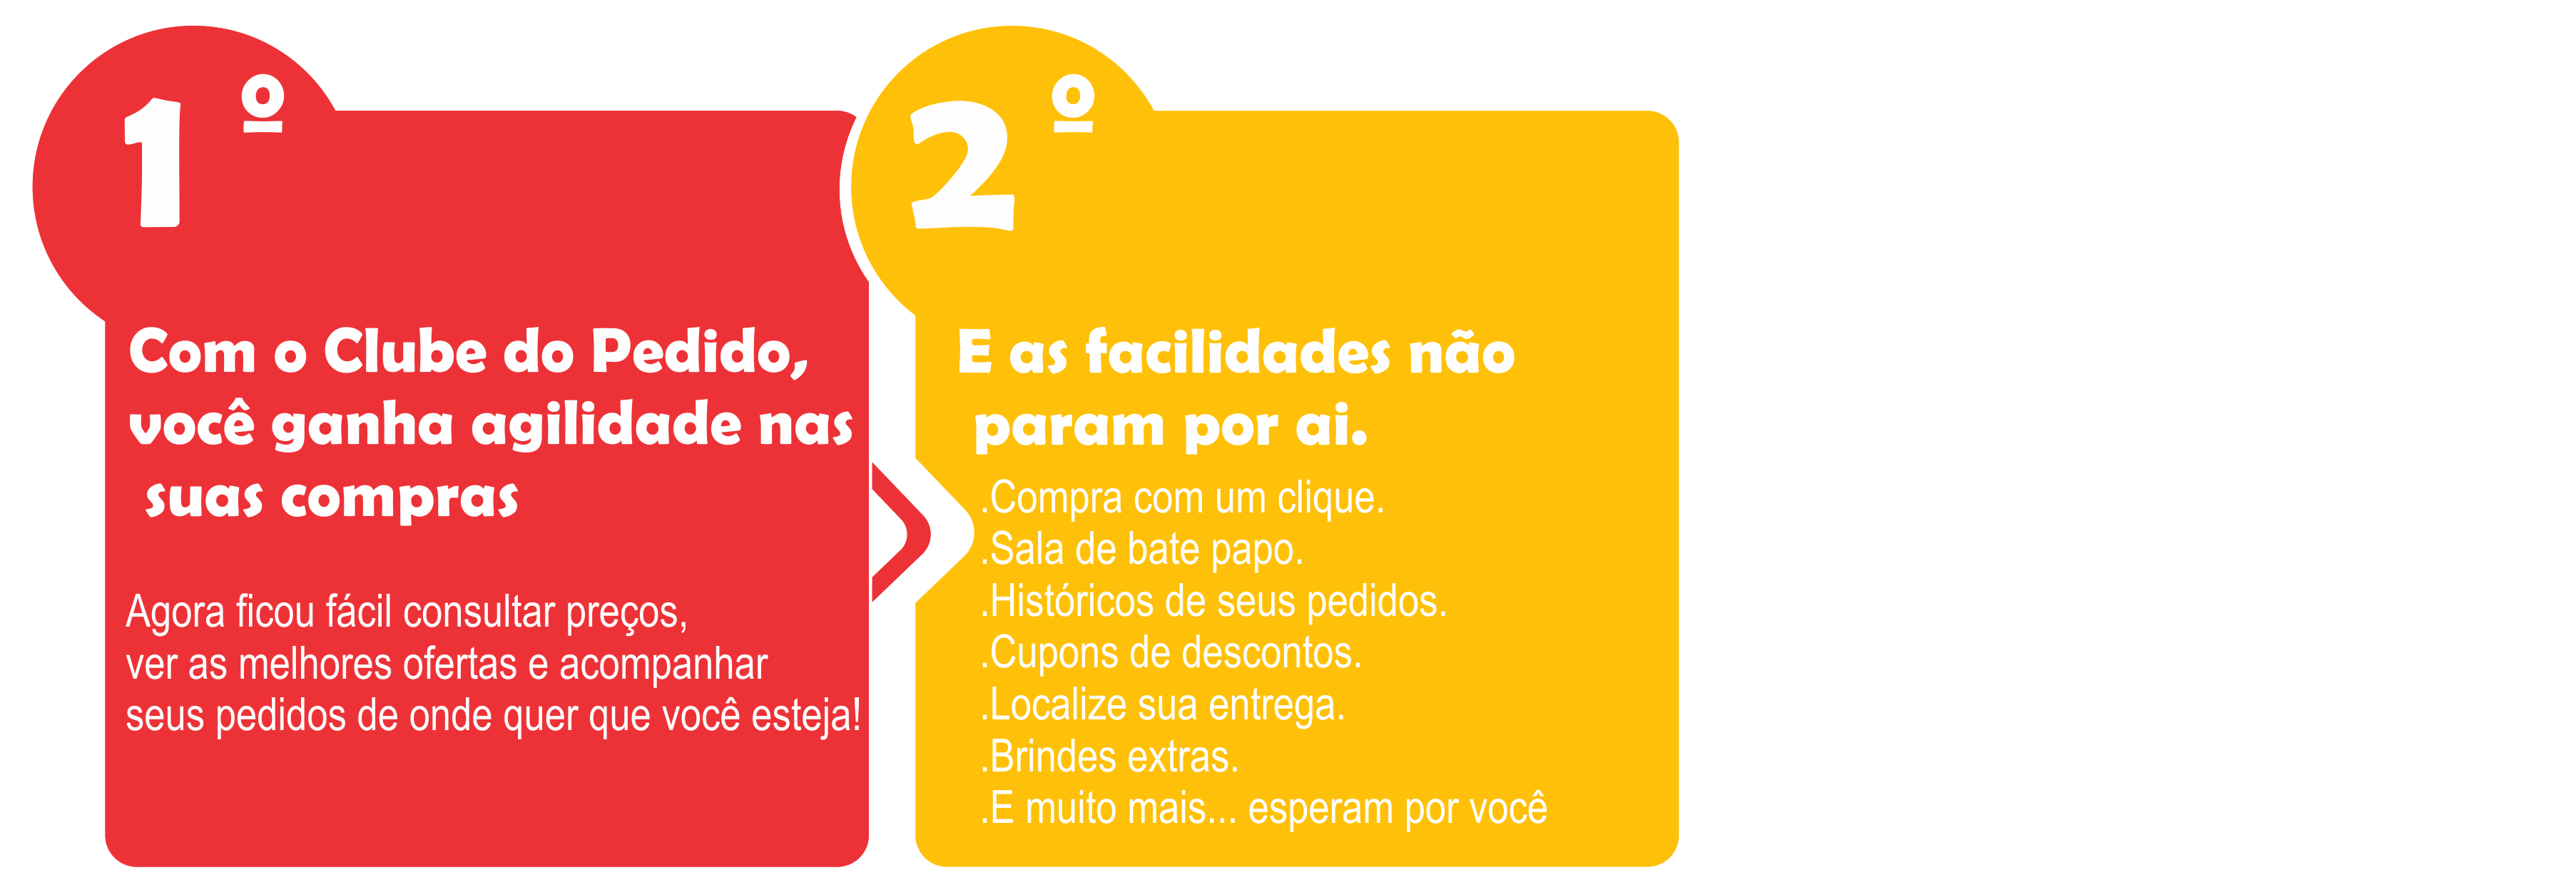 1º
Com o Clube do Pedido,
você ganha agilidade nas
suas compras
Agora ficou fácil consultar preços,
ver as melhores ofertas e acompanhar
seus pedidos de onde quer que você esteja!
2º
E as facilidades não
param por ai.
.Compra com um clique.
.Sala de bate papo.
.Históricos de seus pedidos.
.Cupons de descontos.
.Localize sua entrega.
.Brindes extras.
.E muito mais... esperam por você